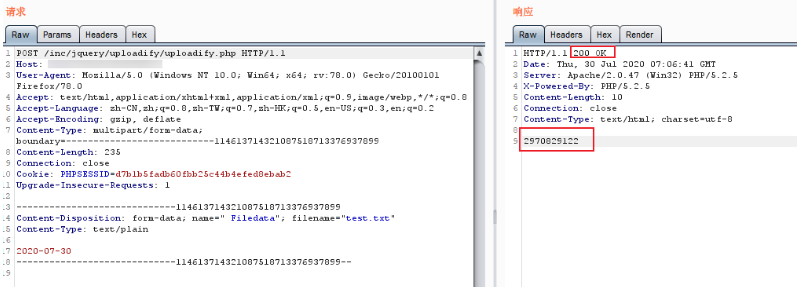 请求
Raw Params Headers Hex
1 POST /inc/jquery/uploadify/uploadify.php HTTP/1.1
2 Host:
3 User-Agent: Mozilla/5.0 (Windows NT 10.0; Win64; x64; rv:78.0) Gecko/20100101
Firefox/78.0
4 Accept: text/html,application/xhtml+xml,application/xml;q=0.9,image/webp,*/*;q=0.8
5 Accept-Language: zh-CN,zh;q=0.8,zh-TW;q=0.7,zh-HK;q=0.5,en-US;q=0.3,en;q=0.2
6 Accept-Encoding: gzip, deflate
7 Content-Type: multipart/form-data;
boundary=---------------------------114613714321087518713376937899
8 Content-Length: 235
9 Connection: close
10 Cookie: PHPSESSID=d7b1b5fadb60fbb25c44b4efed8ebab2
11 Upgrade-Insecure-Requests: 1
12
13 -----------------------------114613714321087518713376937899
14 Content-Disposition: form-data; name=" Filedata"; filename="test.txt"
15 Content-Type: text/plain
16
17 2020-07-30
18 -----------------------------114613714321087518713376937899--
19
响应
Raw Headers Hex Render
1 HTTP/1.1 200 OK
2 Date: Thu, 30 Jul 2020 07:06:41 GMT
3 Server: Apache/2.0.47 (Win32) PHP/5.2.5
4 X-Powered-By: PHP/5.2.5
5 Content-Length: 10
6 Connection: close
7 Content-Type: text/html; charset=utf-8
8
9 2970829122